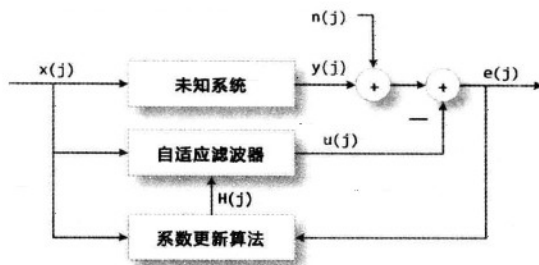 n(j)
x(j)
未知系统
y(j)
+
+
e(j)
—
自适应滤波器
u(j)
H(j)
系数更新算法